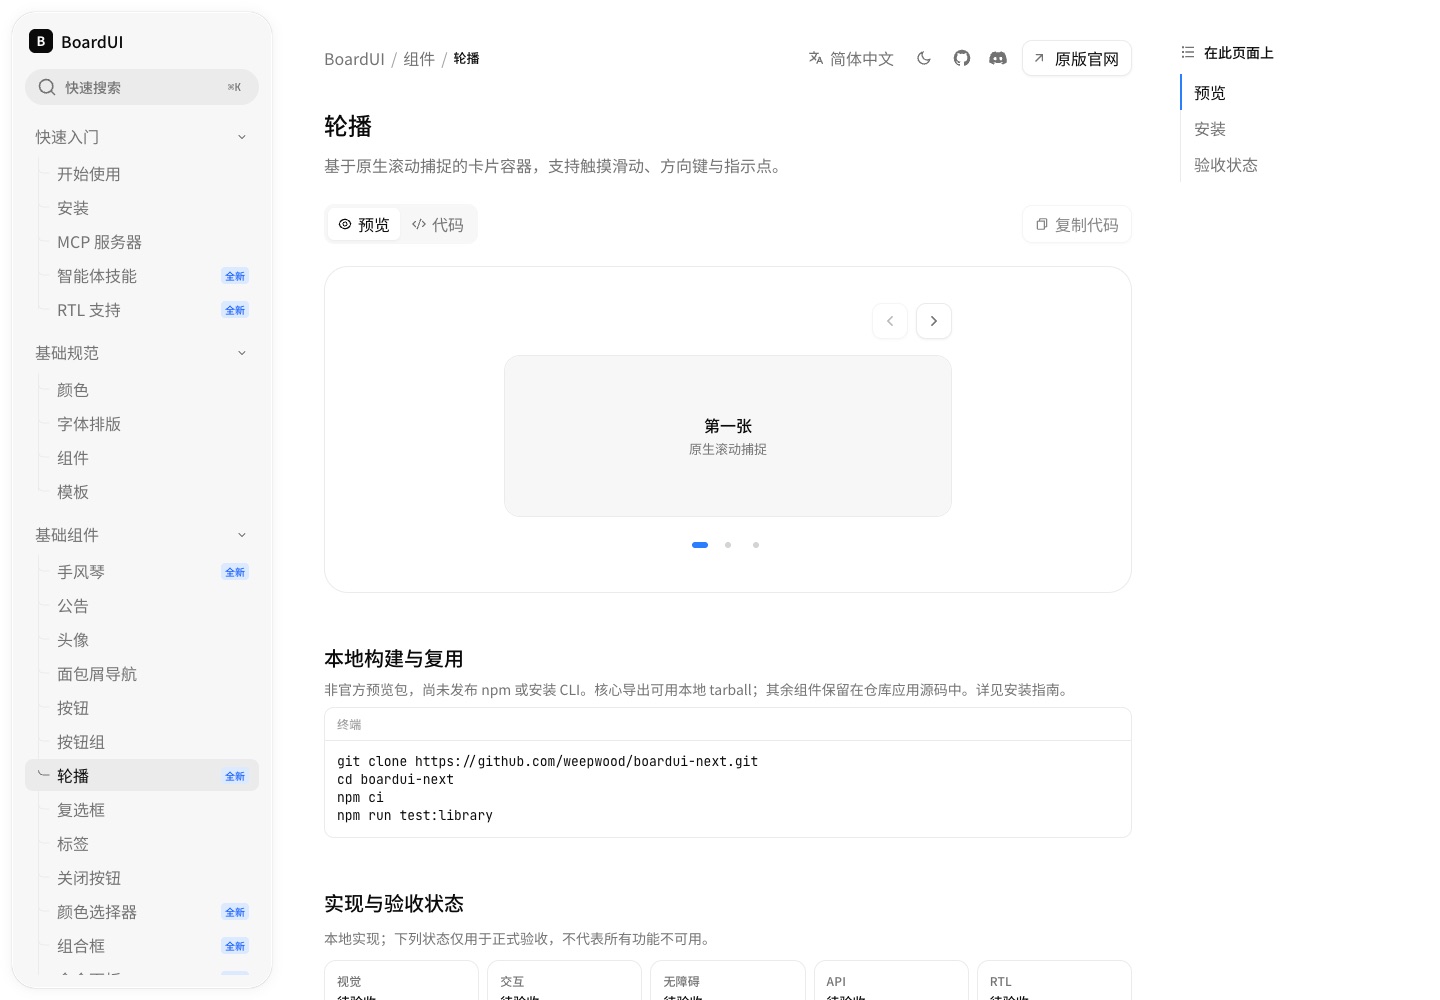 BoardUI
快速搜索 ⌘K
快速入门
开始使用
安装
MCP 服务器
智能体技能 全新
RTL 支持 全新
基础规范
颜色
字体排版
组件
模板
基础组件
手风琴 全新
公告
头像
面包屑导航
按钮
按钮组
轮播 全新
复选框
标签
关闭按钮
颜色选择器 全新
组合框 全新
BoardUI / 组件 / 轮播
简体中文
原版官网
轮播
基于原生滚动捕捉的卡片容器，支持触摸滑动、方向键与指示点。
预览 代码
复制代码
第一张
原生滚动捕捉
本地构建与复用
非官方预览包，尚未发布 npm 或安装 CLI。核心导出可用本地 tarball；其余组件保留在仓库应用源码中。详见安装指南。
终端
git clone https://github.com/weepwood/boardui-next.git
cd boardui-next
npm ci
npm run test:library
实现与验收状态
本地实现；下列状态仅用于正式验收，不代表所有功能不可用。
视觉 交互 无障碍 API RTL
在此页面上
预览
安装
验收状态